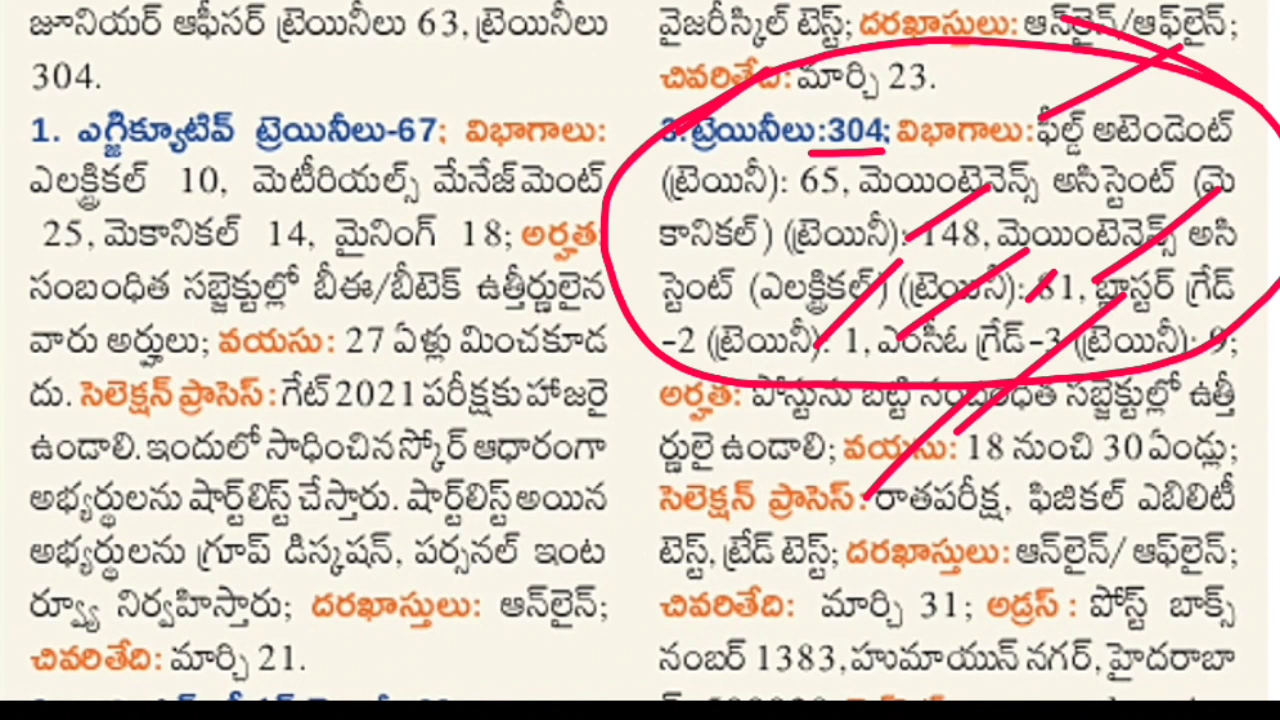 జూనియర్ ఆఫీసర్ ట్రెయినీలు 63, ట్రెయినీలు
304.
1. ఎగ్జిక్యూటివ్ ట్రెయినీలు-67; విభాగాలు:
ఎలక్ట్రికల్ 10, మెటీరియల్స్ మేనేజ్‌మెంట్
25, మెకానికల్ 14, మైనింగ్ 18; అర్హత:
సంబంధిత సబ్జెక్టుల్లో బీఈ/బీటెక్ ఉత్తీర్ణులైన
వారు అర్హులు; వయసు: 27 ఏళ్లు మించకూడ
దు. సెలెక్షన్ ప్రాసెస్: గేట్ 2021 పరీక్షకు హాజరై
ఉండాలి. ఇందులో సాధించిన స్కోర్ ఆధారంగా
అభ్యర్థులను షార్ట్‌లిస్ట్ చేస్తారు. షార్ట్‌లిస్ట్ అయిన
అభ్యర్థులను గ్రూప్ డిస్కషన్, పర్సనల్ ఇంట
ర్వ్యూ నిర్వహిస్తారు; దరఖాస్తులు: ఆన్‌లైన్;
చివరితేది: మార్చి 21.
వైజరీ స్కిల్ టెస్ట్; దరఖాస్తులు: ఆన్‌లైన్/ఆఫ్‌లైన్;
చివరితేది: మార్చి 23.
3. ట్రెయినీలు:304; విభాగాలు: ఫీల్డ్ అటెండెంట్
(ట్రెయినీ): 65, మెయింటెనెన్స్ అసిస్టెంట్ (మె
కానికల్) (ట్రెయినీ): 148, మెయింటెనెన్స్ అసి
స్టెంట్ (ఎలక్ట్రికల్) (ట్రెయినీ): 81, బ్లాస్టర్ గ్రేడ్
-2 (ట్రెయినీ): 1, ఎంసీఓ గ్రేడ్-3 (ట్రెయినీ): 9;
అర్హత: పోస్టును బట్టి సంబంధిత సబ్జెక్టుల్లో ఉత్తీ
ర్ణులై ఉండాలి; వయసు: 18 నుంచి 30 ఏండ్లు;
సెలెక్షన్ ప్రాసెస్: రాతపరీక్ష, ఫిజికల్ ఎబిలిటీ
టెస్ట్, ట్రేడ్ టెస్ట్; దరఖాస్తులు: ఆన్‌లైన్/ ఆఫ్‌లైన్;
చివరితేది: మార్చి 31; అడ్రస్ : పోస్ట్ బాక్స్
నంబర్ 1383, హుమాయున్ నగర్, హైదరాబా